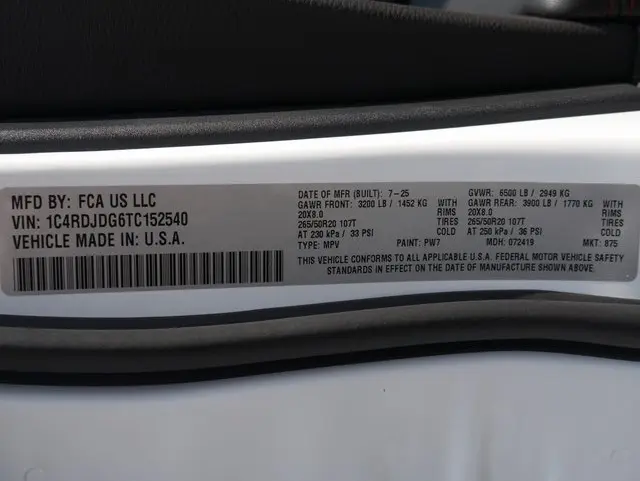 MFD BY: FCA US LLC
VIN: 1C4RDJDG6TC152540
VEHICLE MADE IN: U.S.A.
DATE OF MFR (BUILT): 7-25
GAWR FRONT: 3200 LB / 1452 KG WITH
20X8.0 RIMS
265/50R20 107T TIRES
AT 230 kPa / 33 PSI COLD
TYPE: MPV PAINT: PW7
GVWR: 6500 LB / 2949 KG
GAWR REAR: 3900 LB / 1770 KG WITH
20X8.0 RIMS
265/50R20 107T TIRES
AT 250 kPa / 36 PSI COLD
MDH: 072419 MKT: 875
THIS VEHICLE CONFORMS TO ALL APPLICABLE U.S.A. FEDERAL MOTOR VEHICLE SAFETY
STANDARDS IN EFFECT ON THE DATE OF MANUFACTURE SHOWN ABOVE.